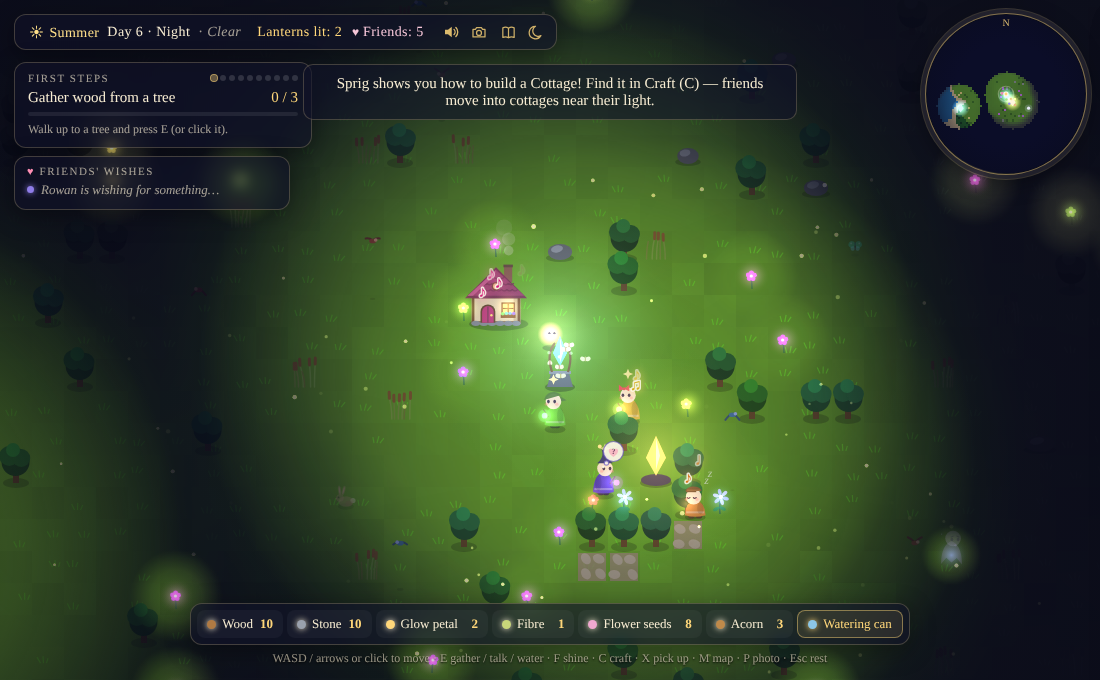 Summer Day 6 · Night · Clear Lanterns lit: 2 ♥ Friends: 5
N
FIRST STEPS
Gather wood from a tree 0 / 3
Walk up to a tree and press E (or click it).
Sprig shows you how to build a Cottage! Find it in Craft (C) — friends
move into cottages near their light.
♥ FRIENDS' WISHES
Rowan is wishing for something…
?
z z
Wood 10 Stone 10 Glow petal 2 Fibre 1 Flower seeds 8 Acorn 3 Watering can
WASD / arrows or click to move · E gather / talk / water · F shine · C craft · X pick up · M map · P photo · Esc rest